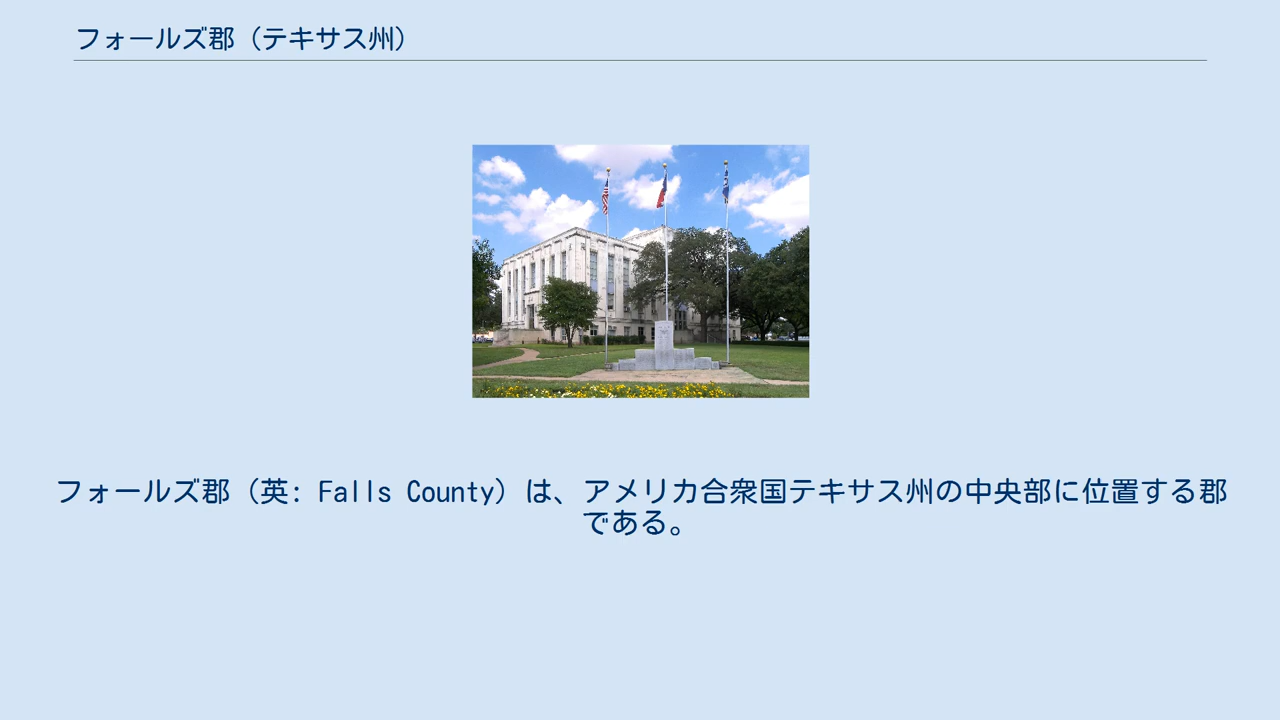 フォールズ郡（テキサス州）
フォールズ郡（英: Falls County）は、アメリカ合衆国テキサス州の中央部に位置する郡
である。